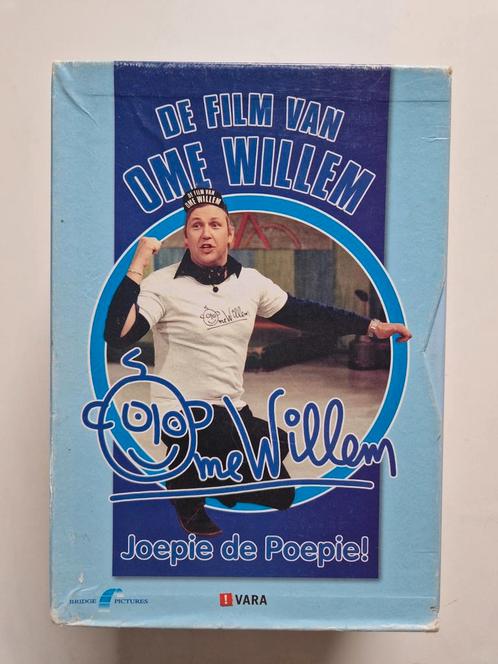 DE FILM VAN
OME WILLEM
DE FILM VAN
OME WILLEM
Ome Willem
Ome Willem
Joepie de Poepie!
BRIDGE PICTURES
! VARA